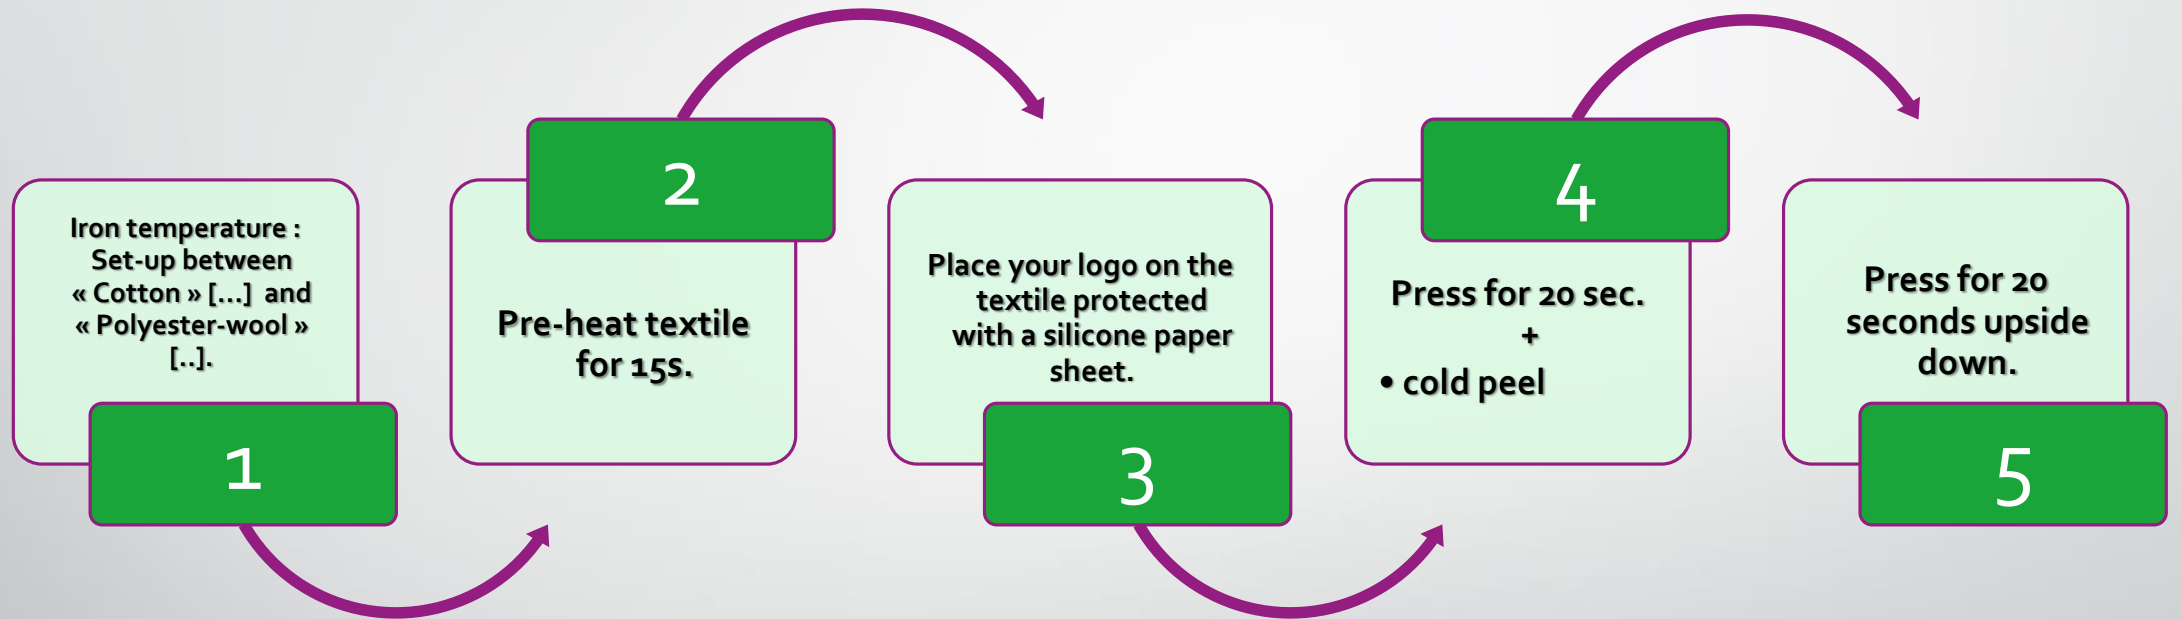 Iron temperature :
Set-up between
« Cotton » [...] and
« Polyester-wool »
[..].
1
2
Pre-heat textile
for 15s.
Place your logo on the
textile protected
with a silicone paper
sheet.
3
4
Press for 20 sec.
+
• cold peel
Press for 20
seconds upside
down.
5